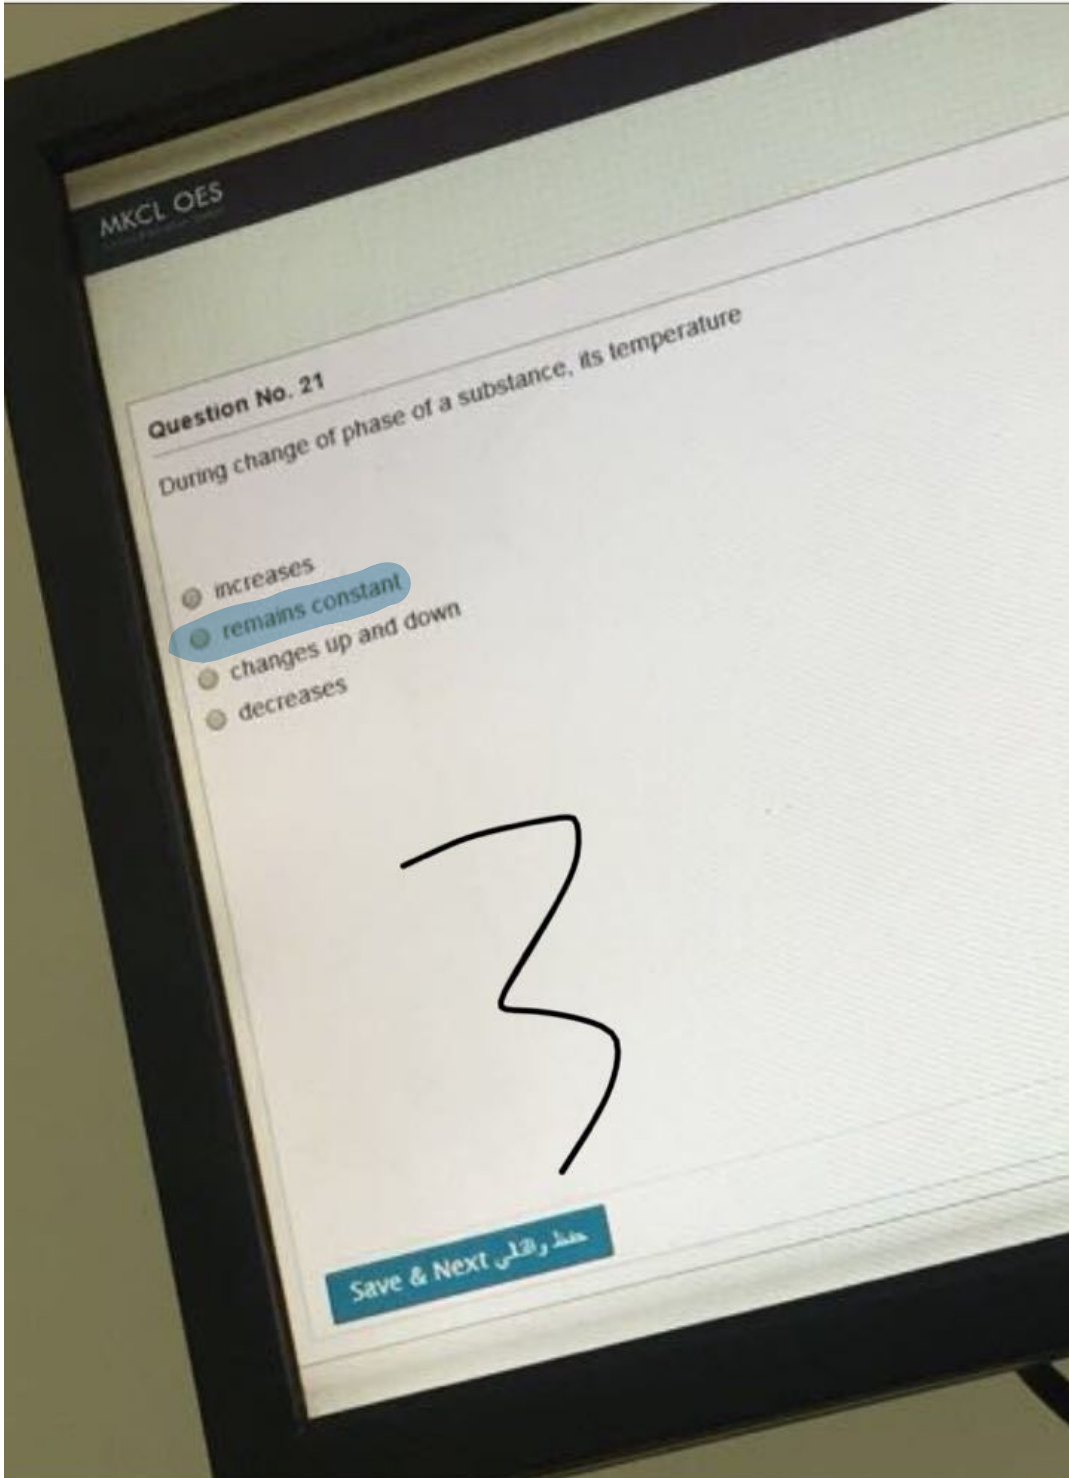 MKCL OES
Question No. 21
During change of phase of a substance, its temperature
increases
remains constant
changes up and down
decreases
3
Save & Next حفظ والتالي